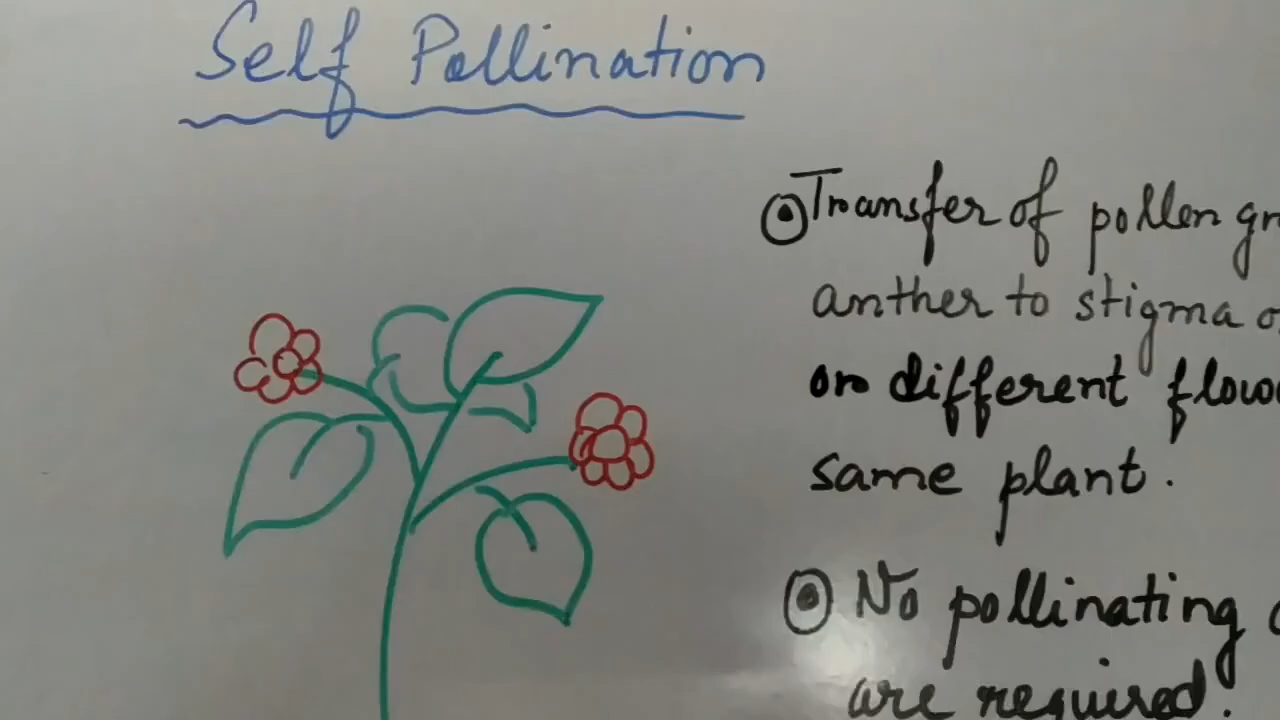 Self Pollination
Transfer of pollen
anther to stigma
or different
same plant.
No pollinating
are required.